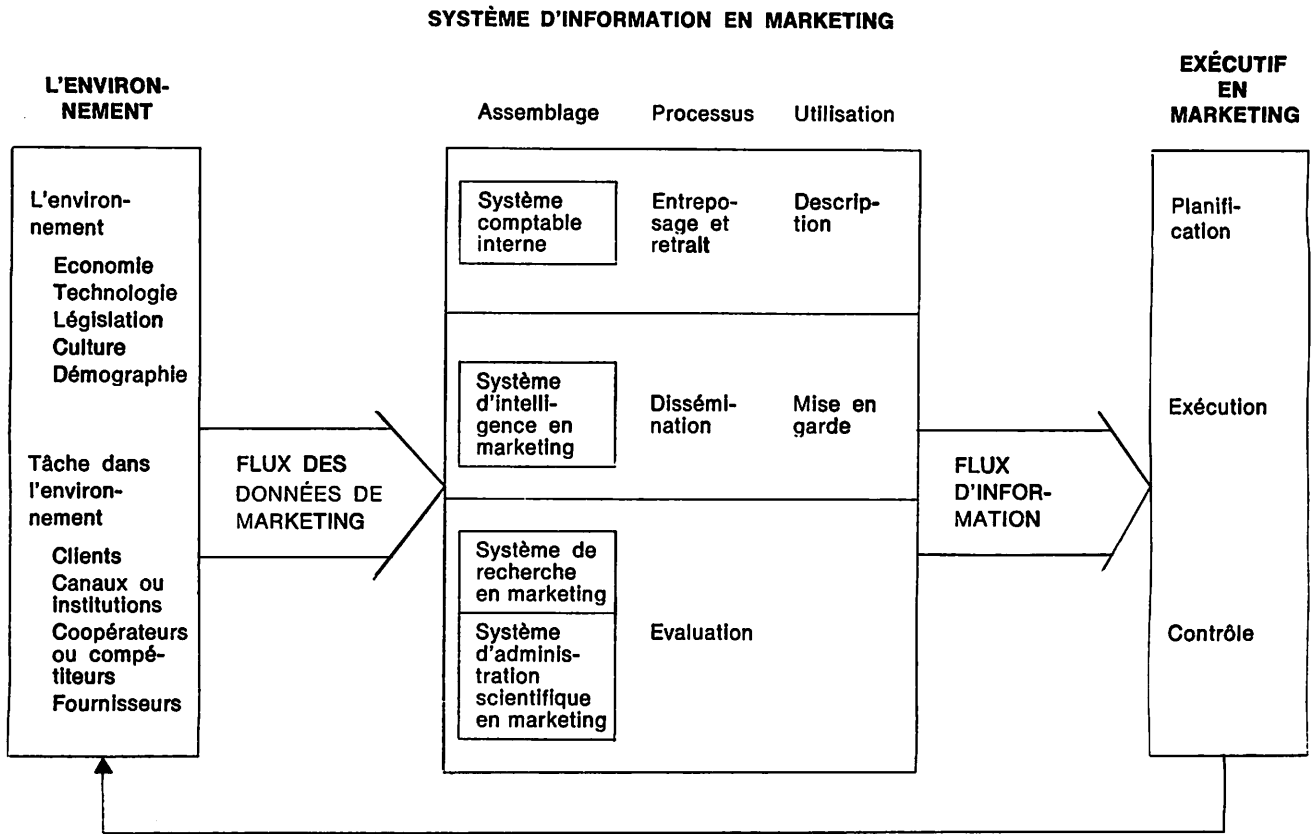 SYSTÈME D'INFORMATION EN MARKETING
L'ENVIRON-
NEMENT
L'environ-
nement
Economie
Technologie
Législation
Culture
Démographie
Tâche dans
l'environ-
nement
Clients
Canaux ou
institutions
Coopérateurs
ou compé-
titeurs
Fournisseurs
FLUX DES
DONNÉES DE
MARKETING
Assemblage Processus Utilisation
Système
comptable
interne
Entrepo-
sage et
retrait
Descrip-
tion
Système
d'intelli-
gence en
marketing
Dissémi-
nation
Mise en
garde
Système de
recherche
en marketing
Système
d'adminis-
tration
scientifique
en marketing
Evaluation
FLUX
D'INFOR-
MATION
EXÉCUTIF
EN
MARKETING
Planifi-
cation
Exécution
Contrôle